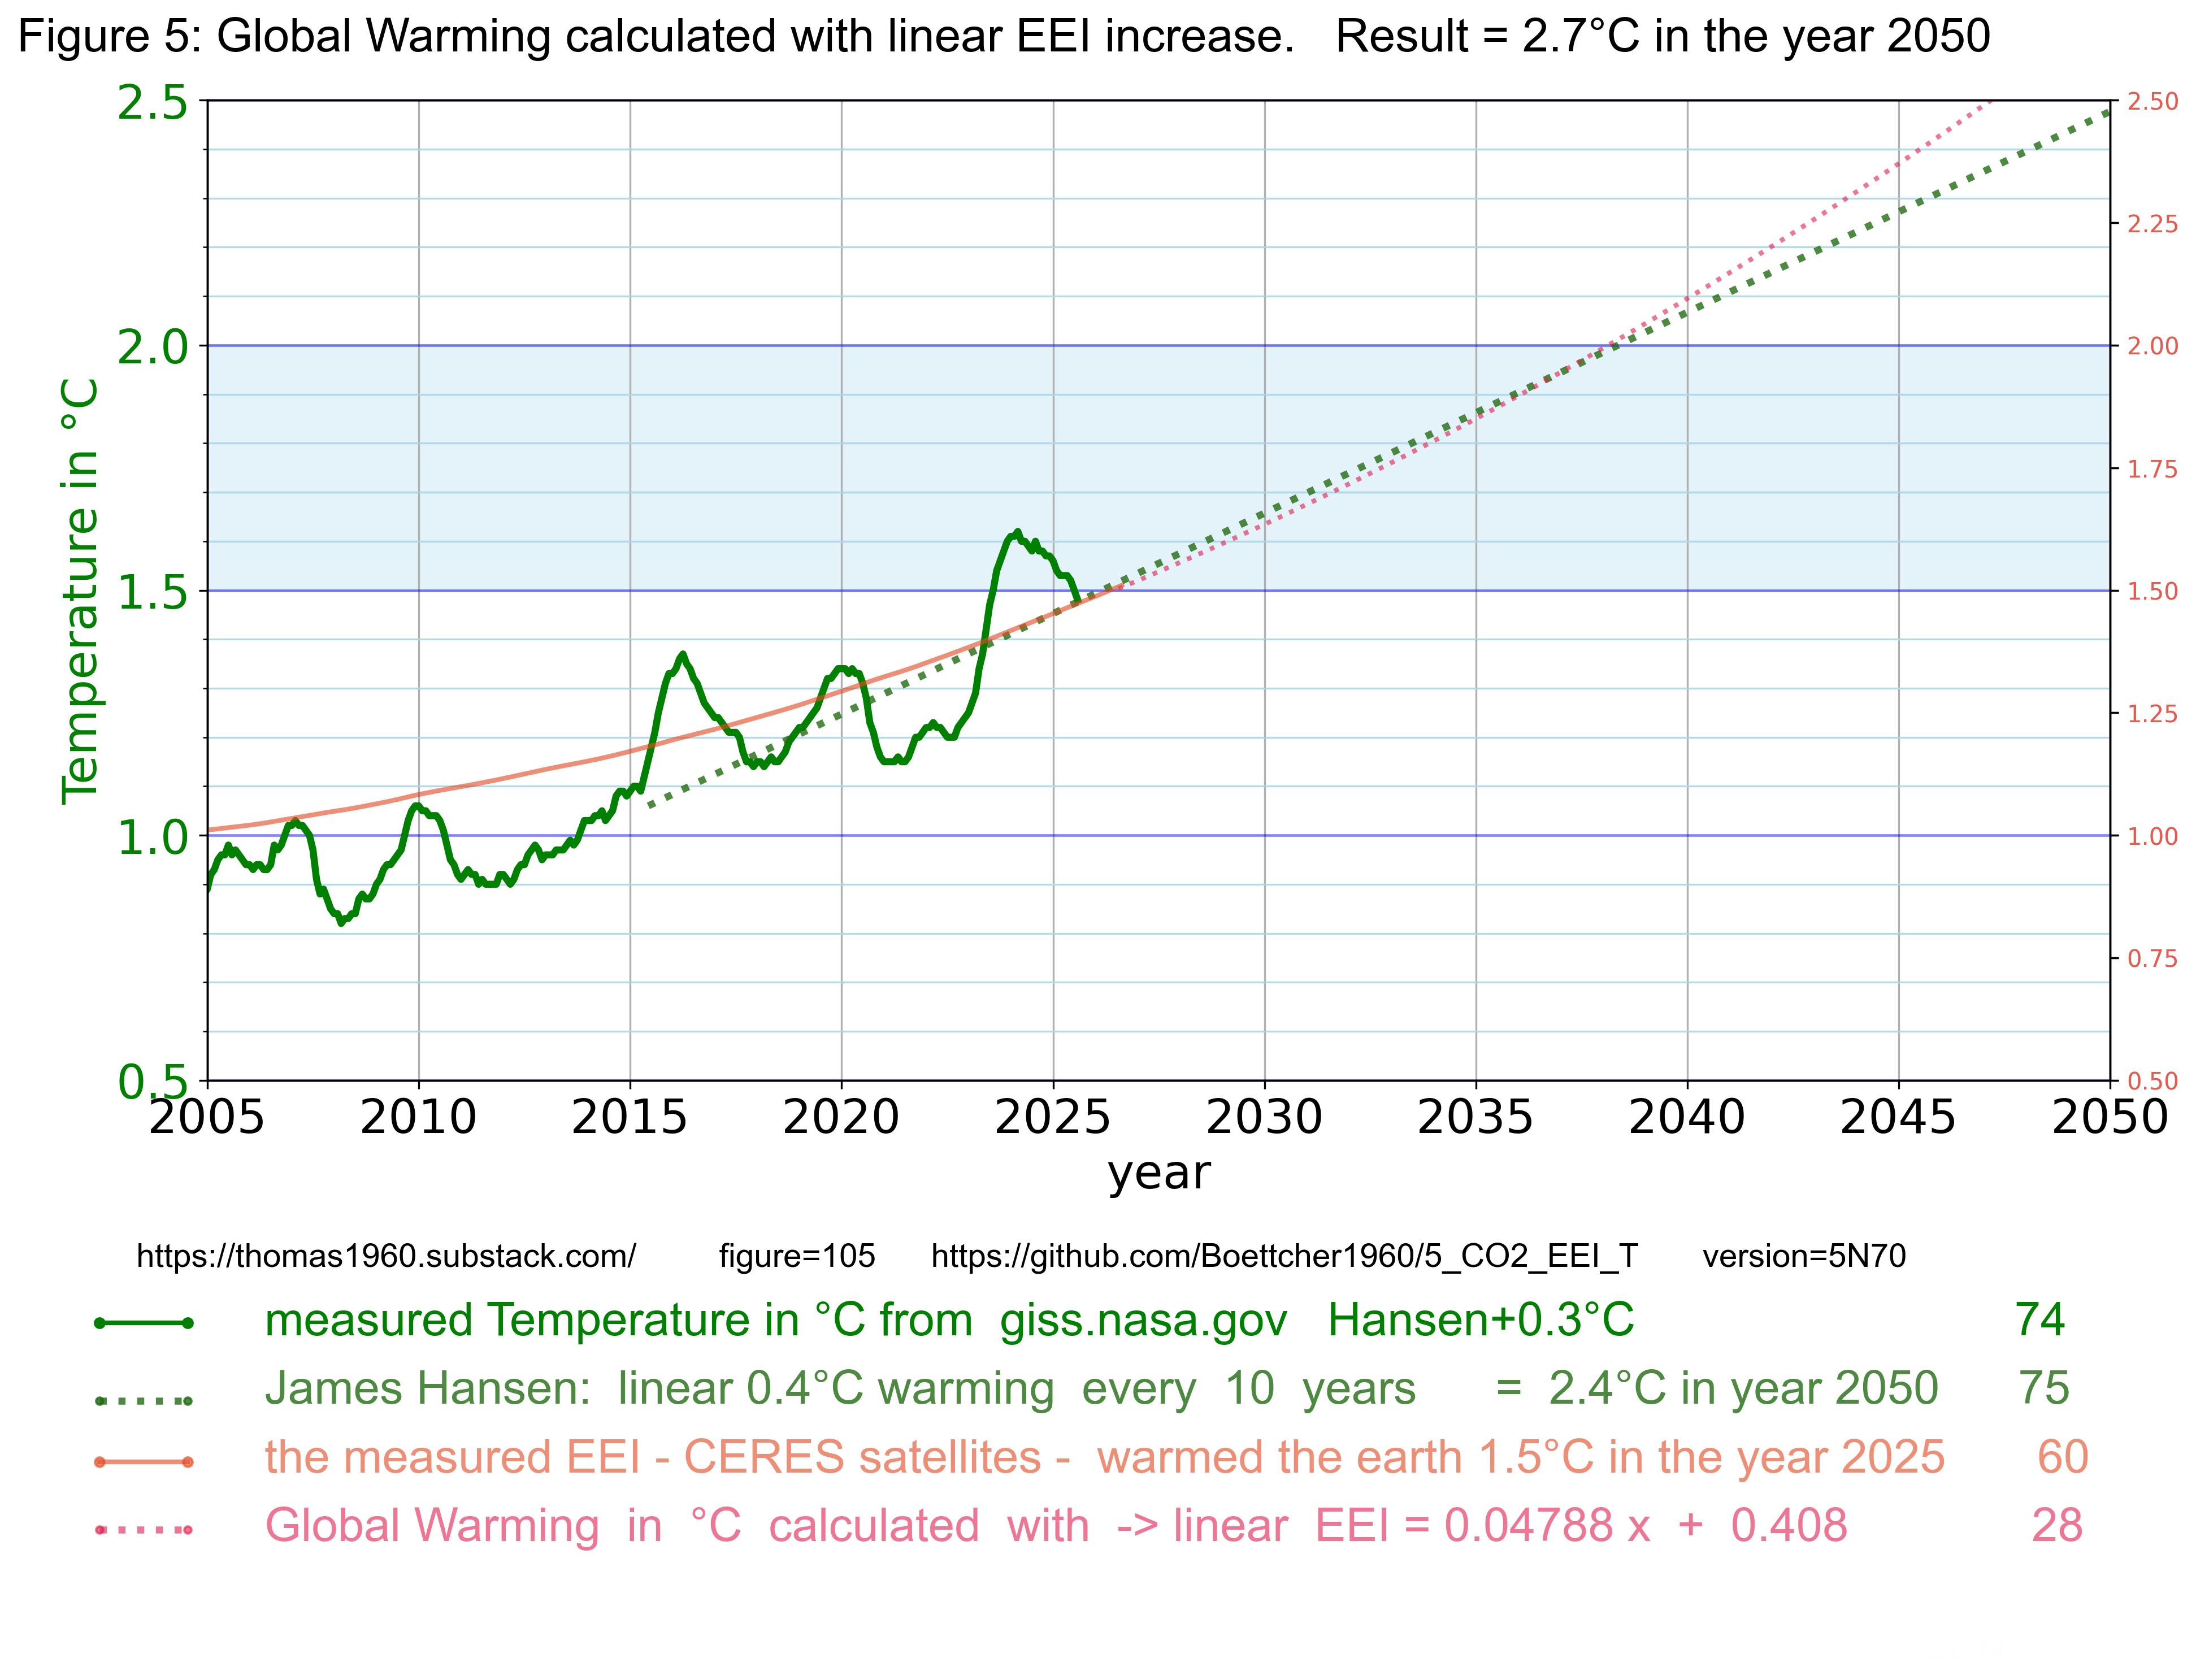 Figure 5: Global Warming calculated with linear EEI increase.   Result = 2.7°C in the year 2050
2.5
2.0
1.5
1.0
0.5
Temperature in °C
2.50
2.25
2.00
1.75
1.50
1.25
1.00
0.75
0.50
2005 2010 2015 2020 2025 2030 2035 2040 2045 2050
year
https://thomas1960.substack.com/ figure=105 https://github.com/Boettcher1960/5_CO2_EEI_T version=5N70
measured Temperature in °C from giss.nasa.gov Hansen+0.3°C 74
James Hansen: linear 0.4°C warming every 10 years = 2.4°C in year 2050 75
the measured EEI - CERES satellites - warmed the earth 1.5°C in the year 2025 60
Global Warming in °C calculated with -> linear EEI = 0.04788 x + 0.408 28